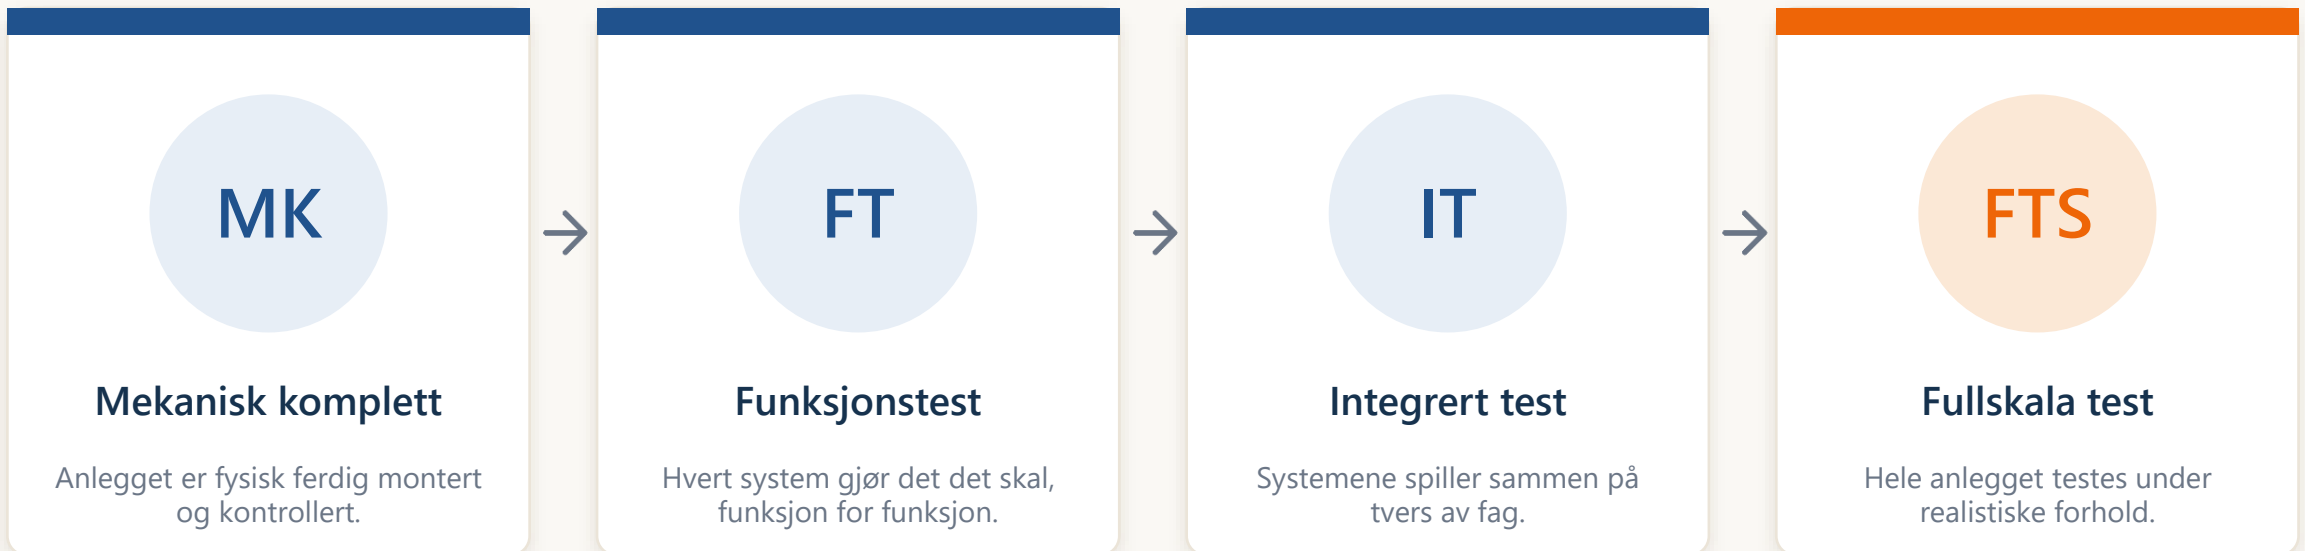 MK
Mekanisk komplett
Anlegget er fysisk ferdig montert
og kontrollert.
FT
Funksjonstest
Hvert system gjør det det skal,
funksjon for funksjon.
IT
Integrert test
Systemene spiller sammen på
tvers av fag.
FTS
Fullskala test
Hele anlegget testes under
realistiske forhold.